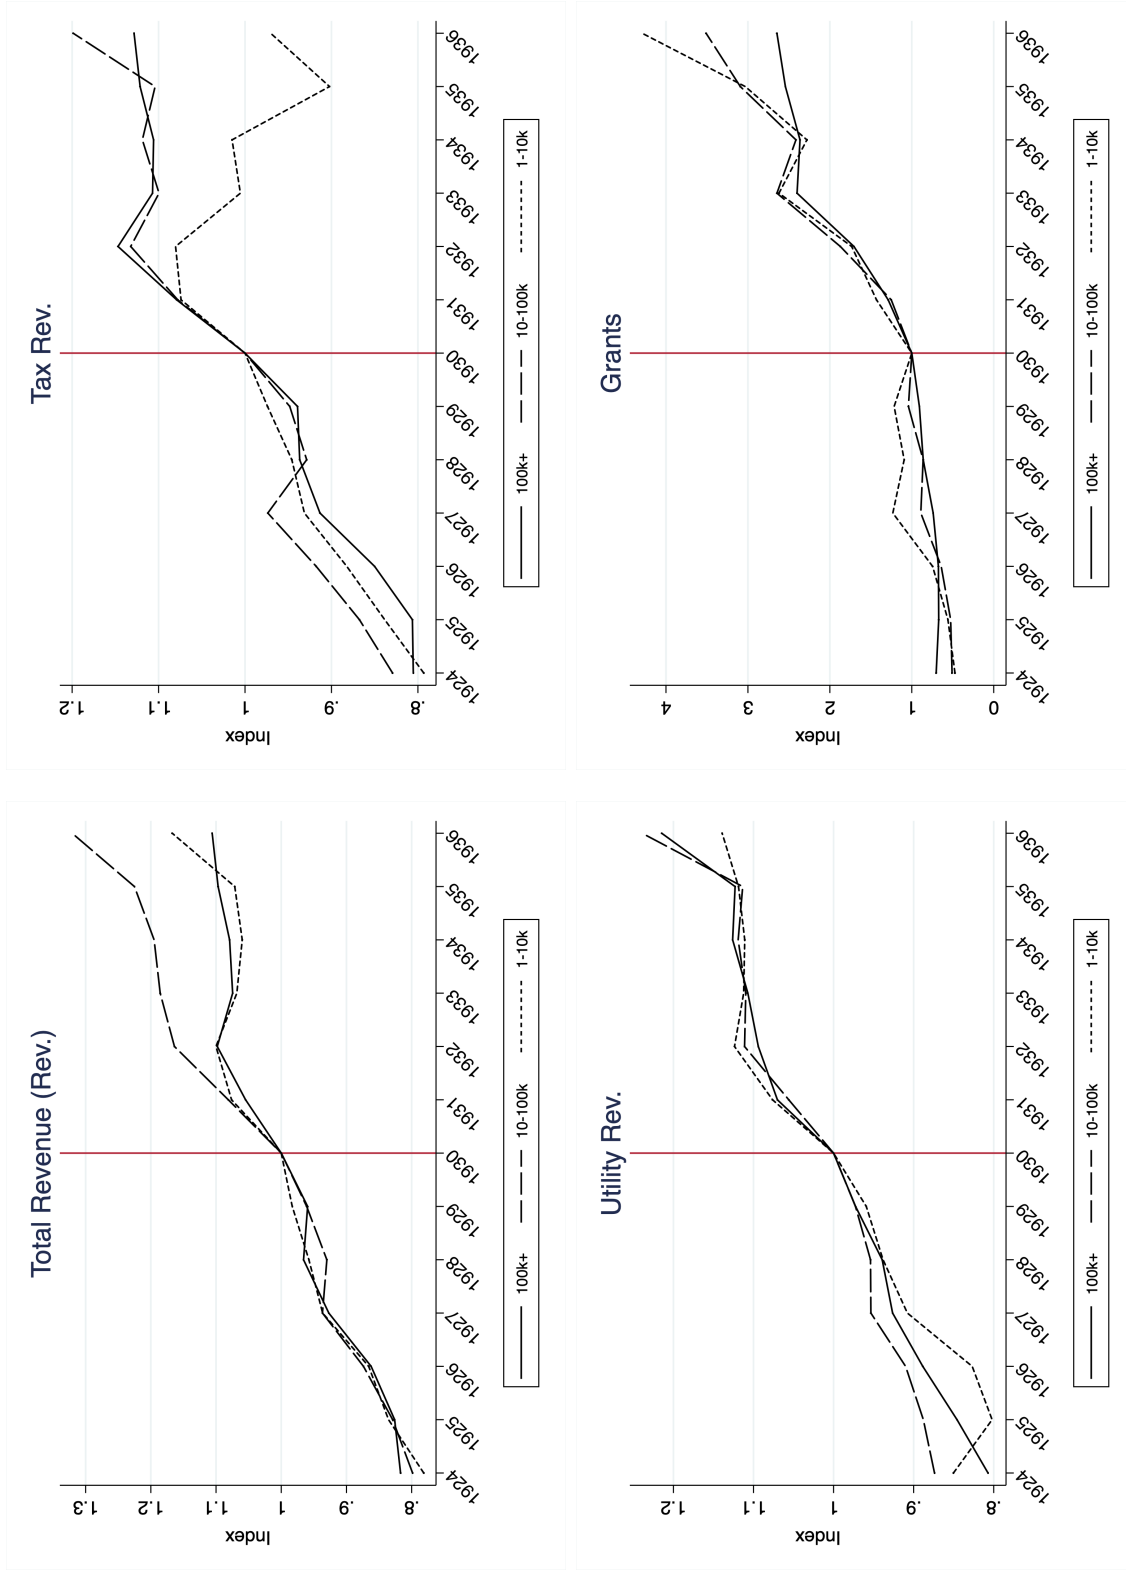 Total Revenue (Rev.)
Index
1.3
1.2
1.1
1
.9
.8
1924 1925 1926 1927 1928 1929 1930 1931 1932 1933 1934 1935 1936
100k+ 10-100k 1-10k
Tax Rev.
Index
1.2
1.1
1
.9
.8
1924 1925 1926 1927 1928 1929 1930 1931 1932 1933 1934 1935 1936
100k+ 10-100k 1-10k
Utility Rev.
Index
1.2
1.1
1
.9
.8
1924 1925 1926 1927 1928 1929 1930 1931 1932 1933 1934 1935 1936
100k+ 10-100k 1-10k
Grants
Index
4
3
2
1
0
1924 1925 1926 1927 1928 1929 1930 1931 1932 1933 1934 1935 1936
100k+ 10-100k 1-10k